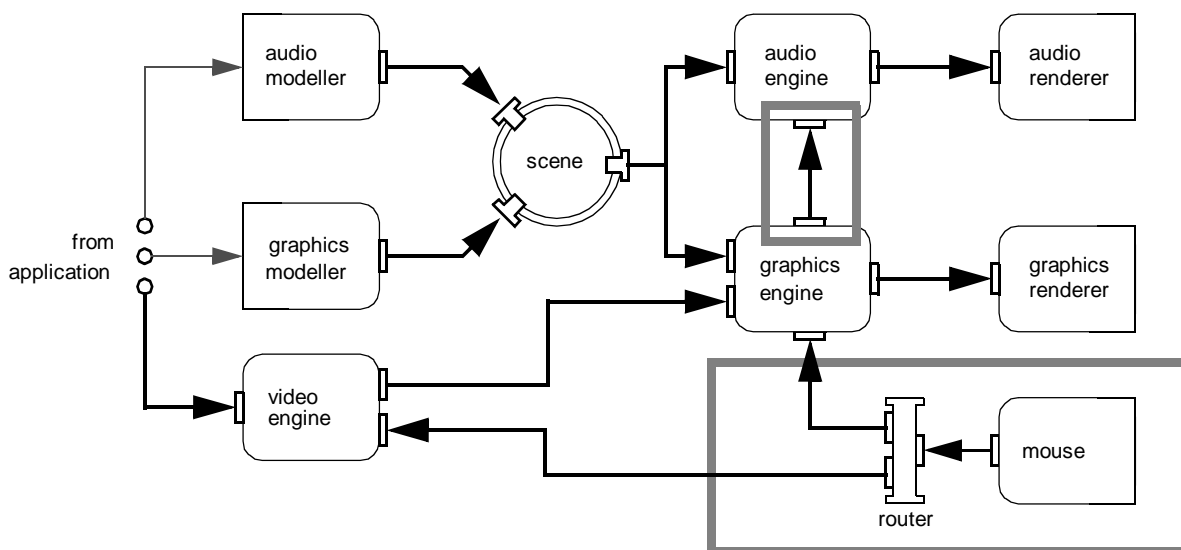 audio
modeller
audio
engine
audio
renderer
scene
from
application
graphics
modeller
graphics
engine
graphics
renderer
video
engine
mouse
router